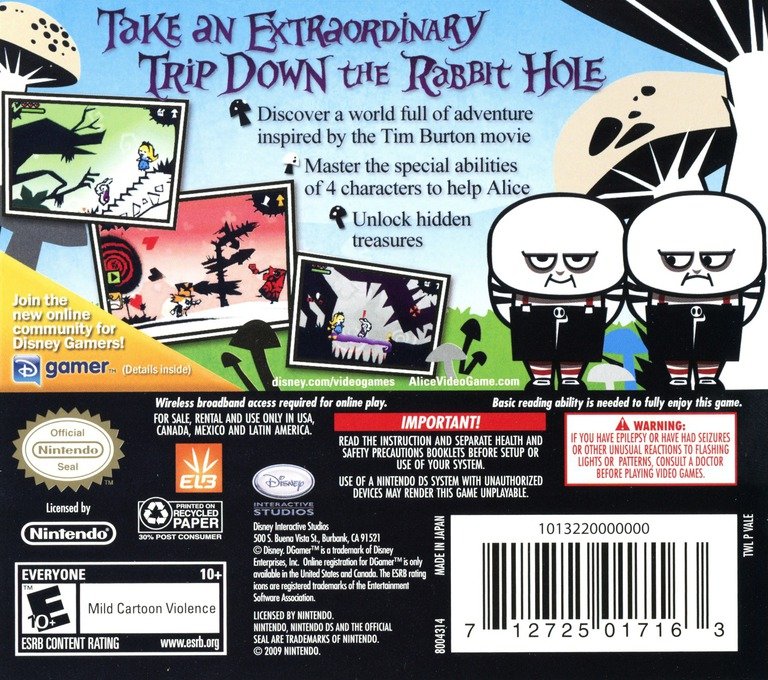 TAKE AN EXTRAORDINARY
TRIP DOWN THE RABBIT HOLE
Discover a world full of adventure
inspired by the Tim Burton movie
Master the special abilities
of 4 characters to help Alice
Unlock hidden
treasures
Join the
new online
community for
Disney Gamers!
D gamer™ (Details inside)
disney.com/videogames AliceVideoGame.com
Wireless broadband access required for online play. Basic reading ability is needed to fully enjoy this game.
Official
Nintendo
Seal
TM
Licensed by
Nintendo®
FOR SALE, RENTAL AND USE ONLY IN USA,
CANADA, MEXICO AND LATIN AMERICA.
ELB
PRINTED ON
RECYCLED
PAPER
30% POST CONSUMER
IMPORTANT!
READ THE INSTRUCTION AND SEPARATE HEALTH AND
SAFETY PRECAUTIONS BOOKLETS BEFORE SETUP OR
USE OF YOUR SYSTEM.
USE OF A NINTENDO DS SYSTEM WITH UNAUTHORIZED
DEVICES MAY RENDER THIS GAME UNPLAYABLE.
WARNING:
IF YOU HAVE EPILEPSY OR HAVE HAD SEIZURES
OR OTHER UNUSUAL REACTIONS TO FLASHING
LIGHTS OR PATTERNS, CONSULT A DOCTOR
BEFORE PLAYING VIDEO GAMES.
Disney
INTERACTIVE
STUDIOS
Disney Interactive Studios
500 S. Buena Vista St., Burbank, CA 91521
© Disney. DGamer™ is a trademark of Disney
Enterprises, Inc. Online registration for DGamer™ is only
available in the United States and Canada. The ESRB rating
icons are registered trademarks of the Entertainment
Software Association.
LICENSED BY NINTENDO.
NINTENDO, NINTENDO DS AND THE OFFICIAL
SEAL ARE TRADEMARKS OF NINTENDO.
© 2009 NINTENDO.
EVERYONE 10+
TM
E
10+
Mild Cartoon Violence
ESRB CONTENT RATING www.esrb.org
MADE IN JAPAN
8004314
1013220000000
7 12725 01716 3
TWL P VALE